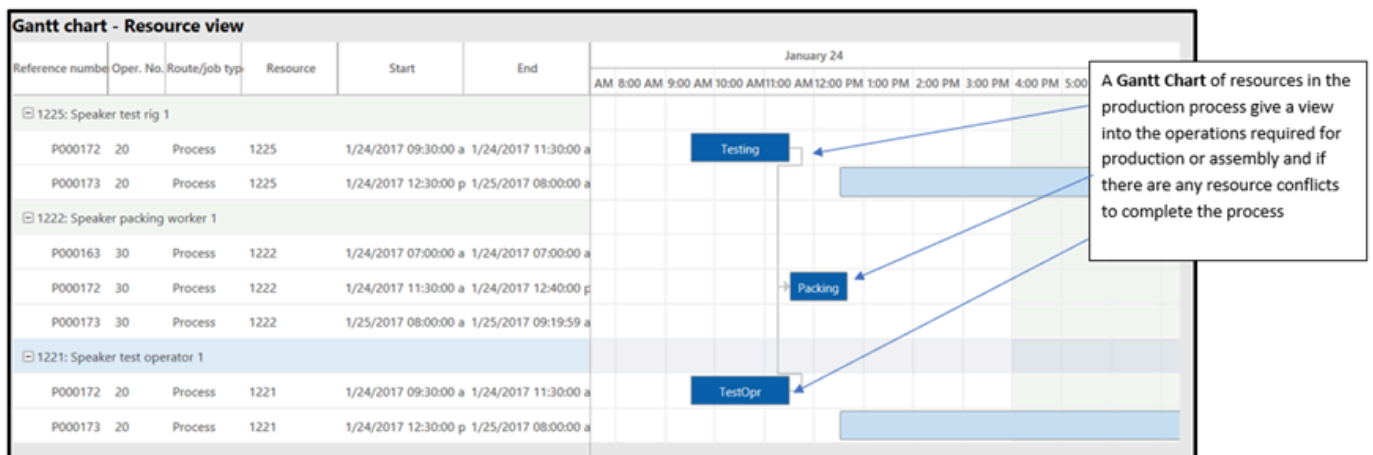 Gantt chart - Resource view
Reference numbe Oper. No. Route/job typ Resource Start End
January 24
AM 8:00 AM 9:00 AM 10:00 AM 11:00 AM 12:00 PM 1:00 PM 2:00 PM 3:00 PM 4:00 PM 5:00
1225: Speaker test rig 1
P000172 20 Process 1225 1/24/2017 09:30:00 a 1/24/2017 11:30:00 a
Testing
P000173 20 Process 1225 1/24/2017 12:30:00 p 1/25/2017 08:00:00 a
1222: Speaker packing worker 1
P000163 30 Process 1222 1/24/2017 07:00:00 a 1/24/2017 07:00:00 a
P000172 30 Process 1222 1/24/2017 11:30:00 a 1/24/2017 12:40:00 p
Packing
P000173 30 Process 1222 1/25/2017 08:00:00 a 1/25/2017 09:19:59 a
1221: Speaker test operator 1
P000172 20 Process 1221 1/24/2017 09:30:00 a 1/24/2017 11:30:00 a
TestOpr
P000173 20 Process 1221 1/24/2017 12:30:00 p 1/25/2017 08:00:00 a
A Gantt Chart of resources in the
production process give a view
into the operations required for
production or assembly and if
there are any resource conflicts
to complete the process